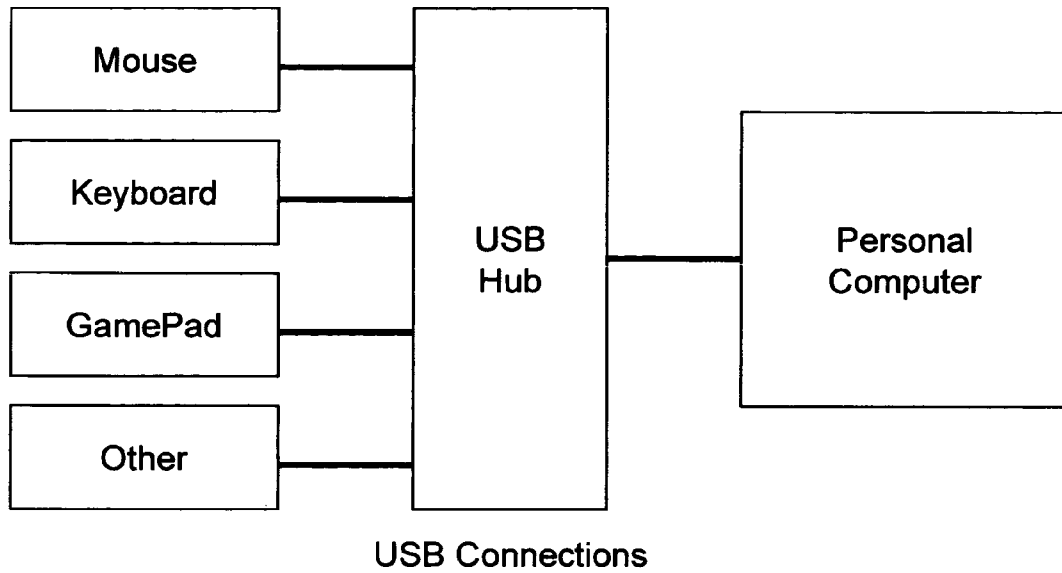 Mouse
Keyboard
GamePad
Other
USB
Hub
Personal
Computer
USB Connections